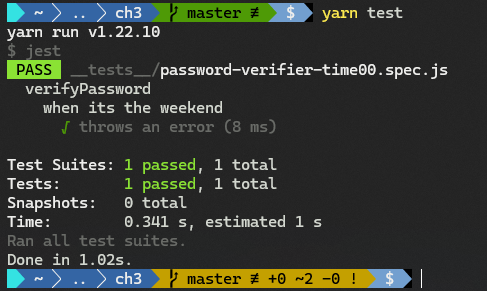 ~ .. ch3 master ≢ $ yarn test
yarn run v1.22.10
$ jest
PASS __tests__/password-verifier-time00.spec.js
verifyPassword
when its the weekend
√ throws an error (8 ms)
Test Suites: 1 passed, 1 total
Tests: 1 passed, 1 total
Snapshots: 0 total
Time: 0.341 s, estimated 1 s
Ran all test suites.
Done in 1.02s.
~ .. ch3 master ≢ +0 ~2 -0 ! $